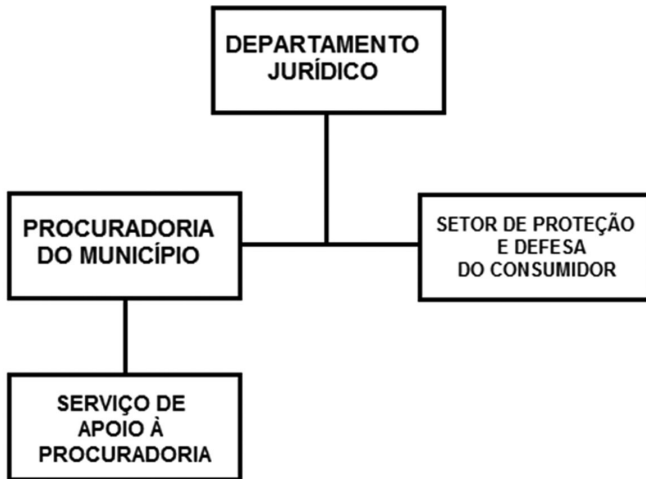 DEPARTAMENTO
JURÍDICO
PROCURADORIA
DO MUNICÍPIO
SETOR DE PROTEÇÃO
E DEFESA
DO CONSUMIDOR
SERVIÇO DE
APOIO À
PROCURADORIA